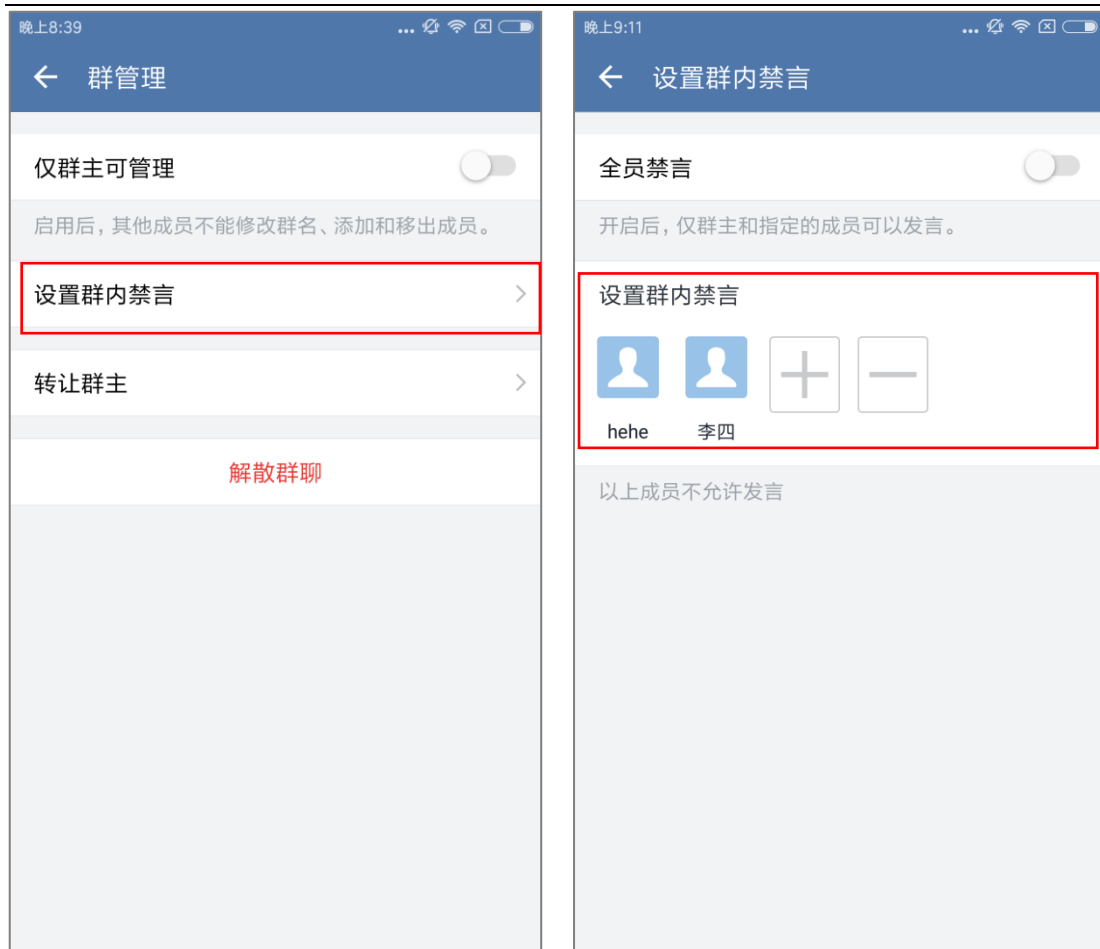 晚上8:39
群管理
仅群主可管理
启用后，其他成员不能修改群名、添加和移出成员。
设置群内禁言
转让群主
解散群聊
晚上9:11
设置群内禁言
全员禁言
开启后，仅群主和指定的成员可以发言。
设置群内禁言
hehe 李四
以上成员不允许发言